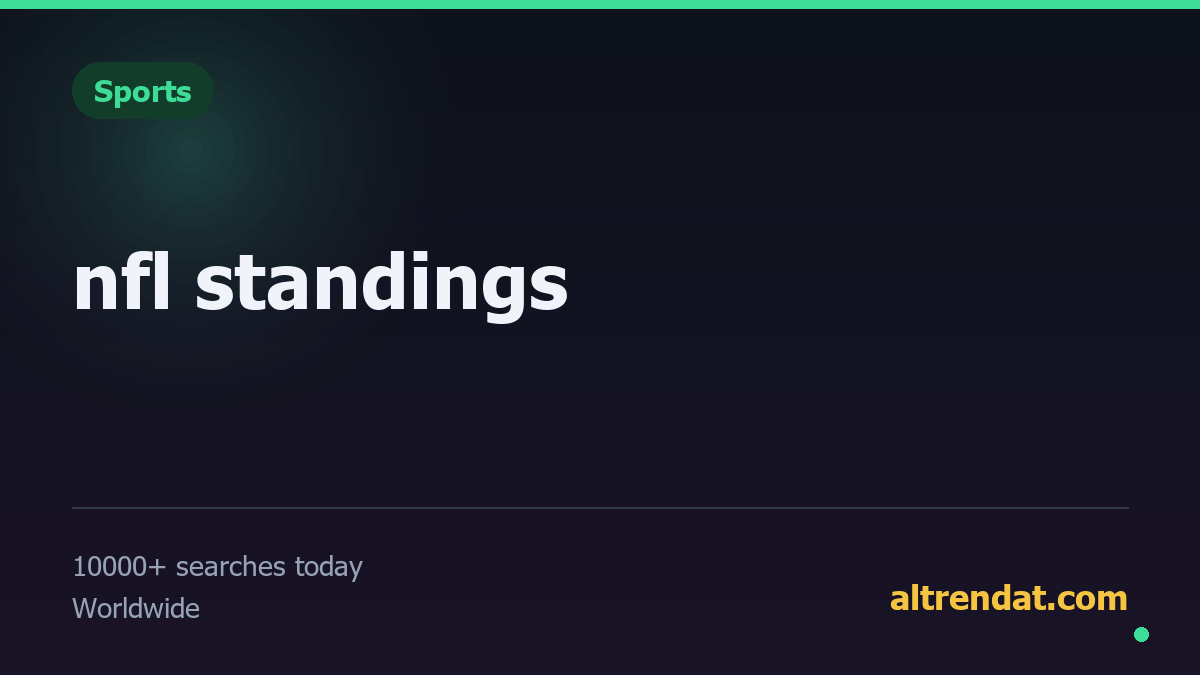 Sports
nfl standings
10000+ searches today
Worldwide
altrendat.com